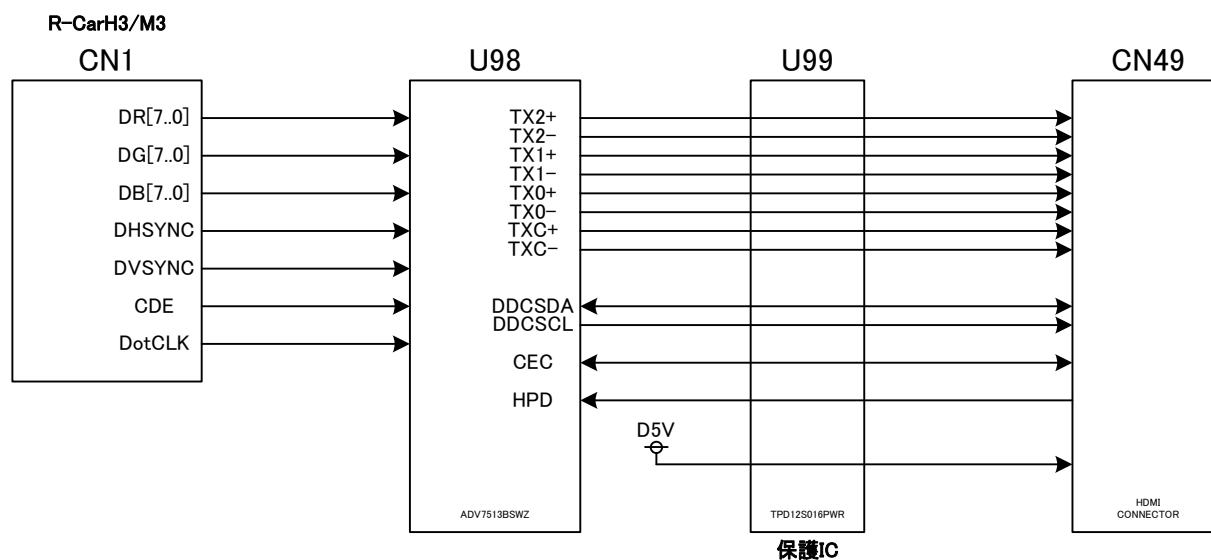 R-CarH3/M3
CN1
U98
U99
CN49
DR[7..0]
DG[7..0]
DB[7..0]
DHSYNC
DVSYNC
CDE
DotCLK
TX2+
TX2-
TX1+
TX1-
TX0+
TX0-
TXC+
TXC-
DDCSDA
DDCSCL
CEC
HPD
D5V
ADV7513BSWZ
TPD12S016PWR
HDMI
CONNECTOR
保護IC